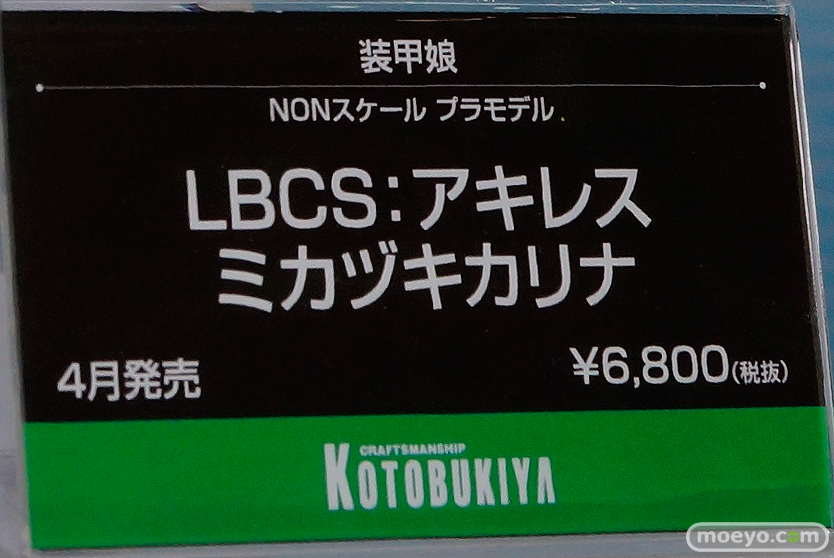 装甲娘
NONスケール プラモデル
LBCS:アキレス
ミカヅキカリナ
4月発売
¥6,800(税抜)
CRAFTSMANSHIP
KOTOBUKIYA
moeyo.com